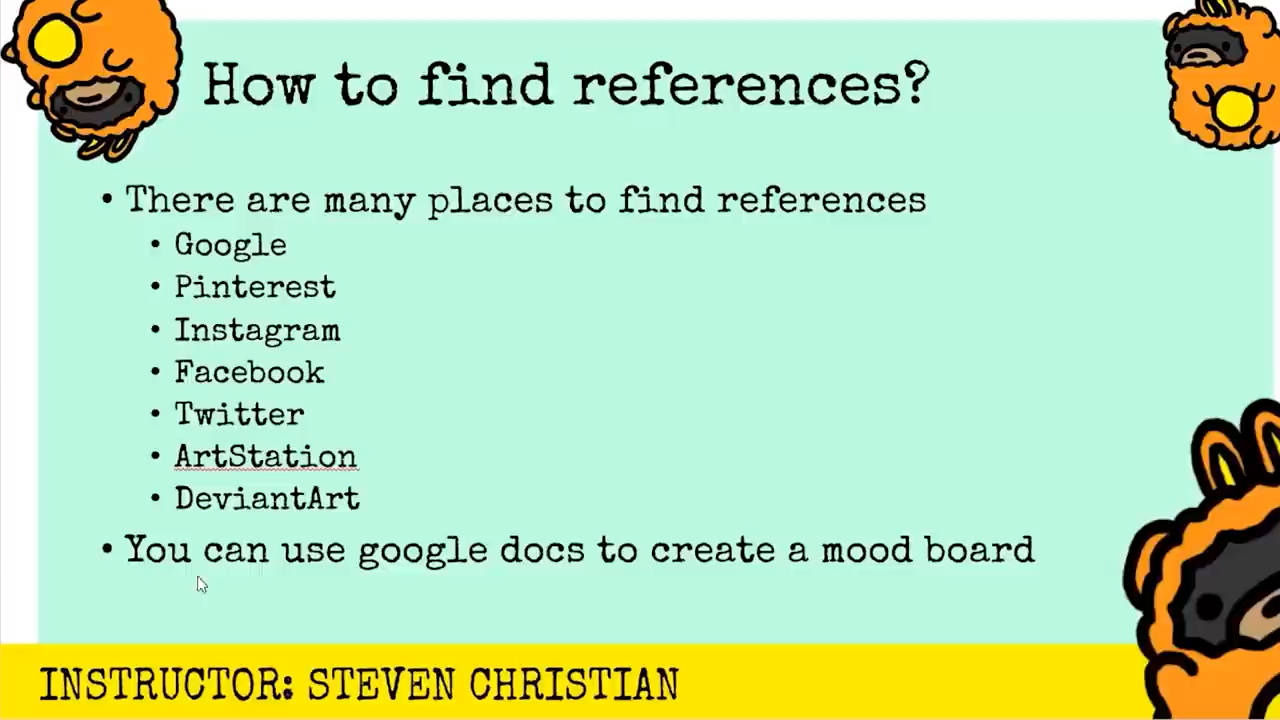 How to find references?
• There are many places to find references
• Google
• Pinterest
• Instagram
• Facebook
• Twitter
• ArtStation
• DeviantArt
• You can use google docs to create a mood board
INSTRUCTOR: STEVEN CHRISTIAN